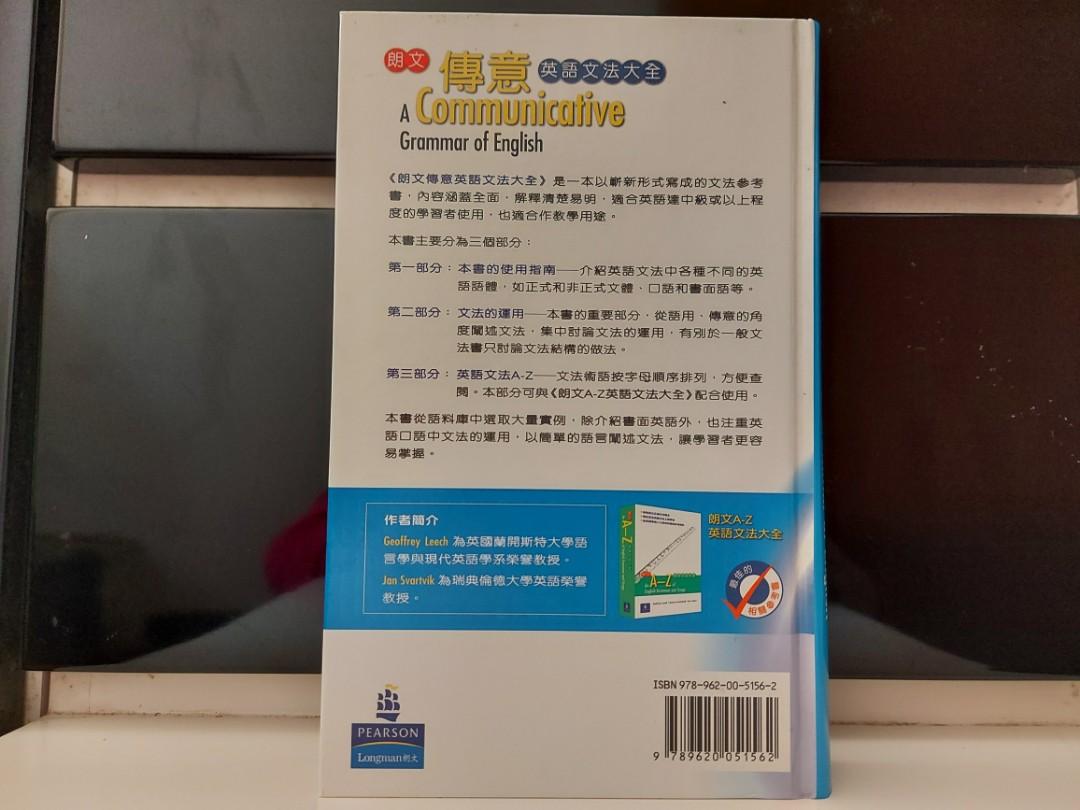 朗文 傳意 英語文法大全
A Communicative
Grammar of English
《朗文傳意英語文法大全》是一本以嶄新形式寫成的文法參考
書，內容涵蓋全面，解釋清楚易明，適合英語達中級或以上程
度的學習者使用，也適合作教學用途。
本書主要分為三個部分：
第一部分：本書的使用指南——介紹英語文法中各種不同的英
語語體，如正式和非正式文體、口語和書面語等。
第二部分：文法的運用——本書的重要部分，從語用、傳意的角
度闡述文法，集中討論文法的運用，有別於一般文
法書只討論文法結構的做法。
第三部分：英語文法A-Z——文法術語按字母順序排列，方便查
閱。本部分可與《朗文A-Z英語文法大全》配合使用。
本書從語料庫中選取大量實例，除介紹書面英語外，也注重英
語口語中文法的運用，以簡單的語言闡述文法，讓學習者更容
易掌握。
作者簡介
Geoffrey Leech 為英國蘭開斯特大學語
言學與現代英語學系榮譽教授。
Jan Svartvik 為瑞典倫德大學英語榮譽
教授。
A-Z
A-Z
English Grammar and Usage
朗文A-Z
英語文法大全
最佳的
相關參考書
ISBN 978-962-00-5156-2
9 789620 051562
PEARSON
Longman朗文